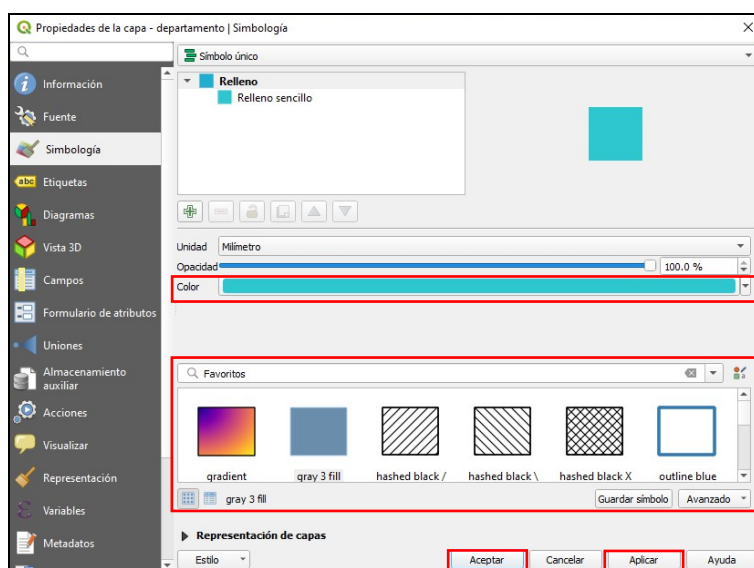 Propiedades de la capa - departamento | Simbología
Símbolo único
Información
Fuente
Simbología
abc Etiquetas
Diagramas
Vista 3D
Campos
Formulario de atributos
Uniones
Almacenamiento
auxiliar
Acciones
Visualizar
Representación
Variables
Metadatos
Relleno
Relleno sencillo
Unidad Milímetro
Opacidad 100.0 %
Color
Favoritos
gradient gray 3 fill hashed black / hashed black \ hashed black X outline blue
gray 3 fill Guardar símbolo Avanzado
Representación de capas
Estilo Aceptar Cancelar Aplicar Ayuda